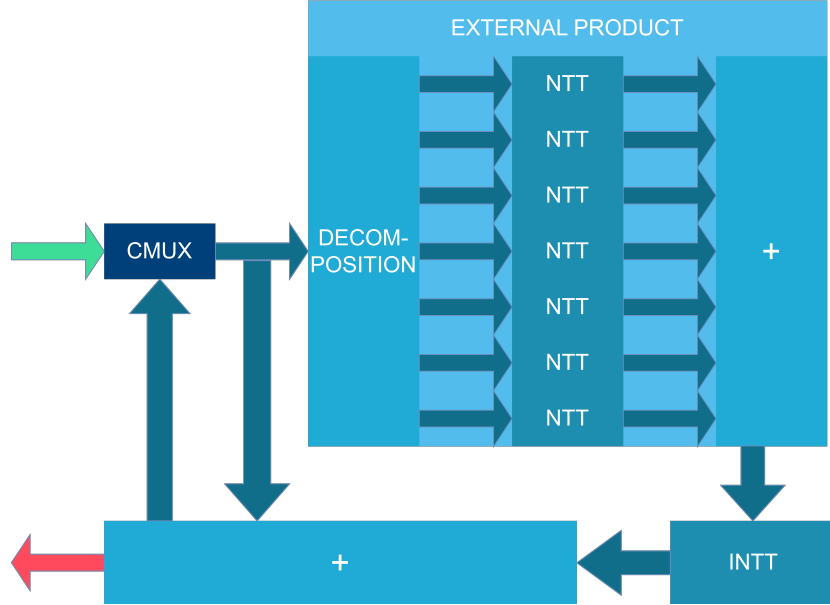 EXTERNAL PRODUCT
NTT
NTT
NTT
CMUX
DECOM-
POSITION
NTT
+
NTT
NTT
NTT
+
INTT